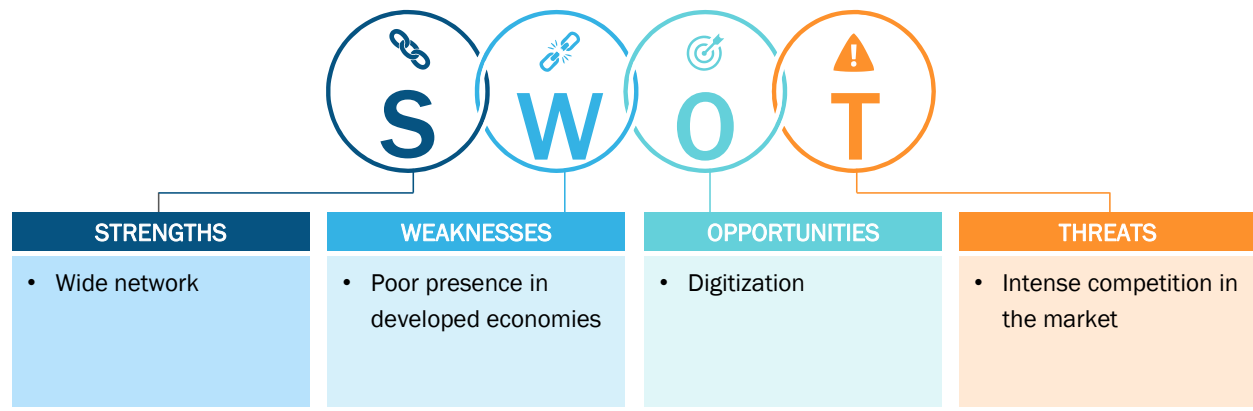 S W O T
STRENGTHS
• Wide network
WEAKNESSES
• Poor presence in
developed economies
OPPORTUNITIES
• Digitization
THREATS
• Intense competition in
the market